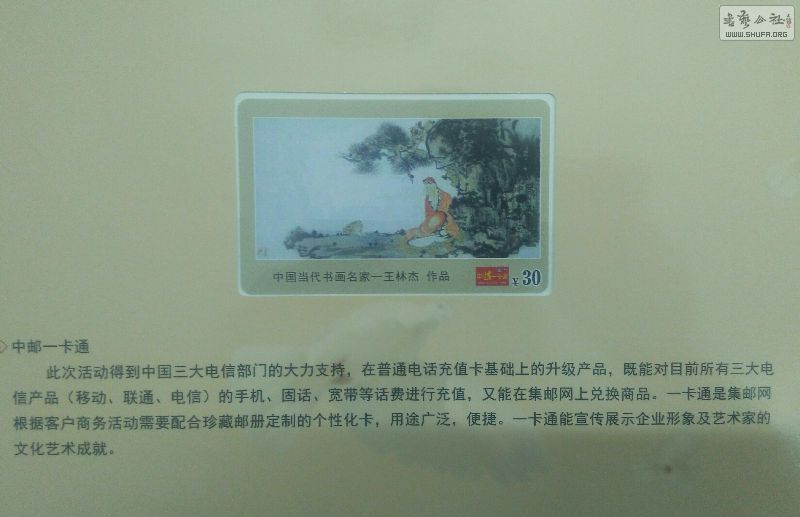 书艺公社
WWW.SHUFA.ORG
中国当代书画名家一王林杰 作品
¥30
中邮一卡通
此次活动得到中国三大电信部门的大力支持，在普通电话充值卡基础上的升级产品，既能对目前所有三大电
信产品（移动、联通、电信）的手机、固话、宽带等话费进行充值，又能在集邮网上兑换商品。一卡通是集邮网
根据客户商务活动需要配合珍藏邮册定制的个性化卡，用途广泛，便捷。一卡通能宣传展示企业形象及艺术家的
文化艺术成就。